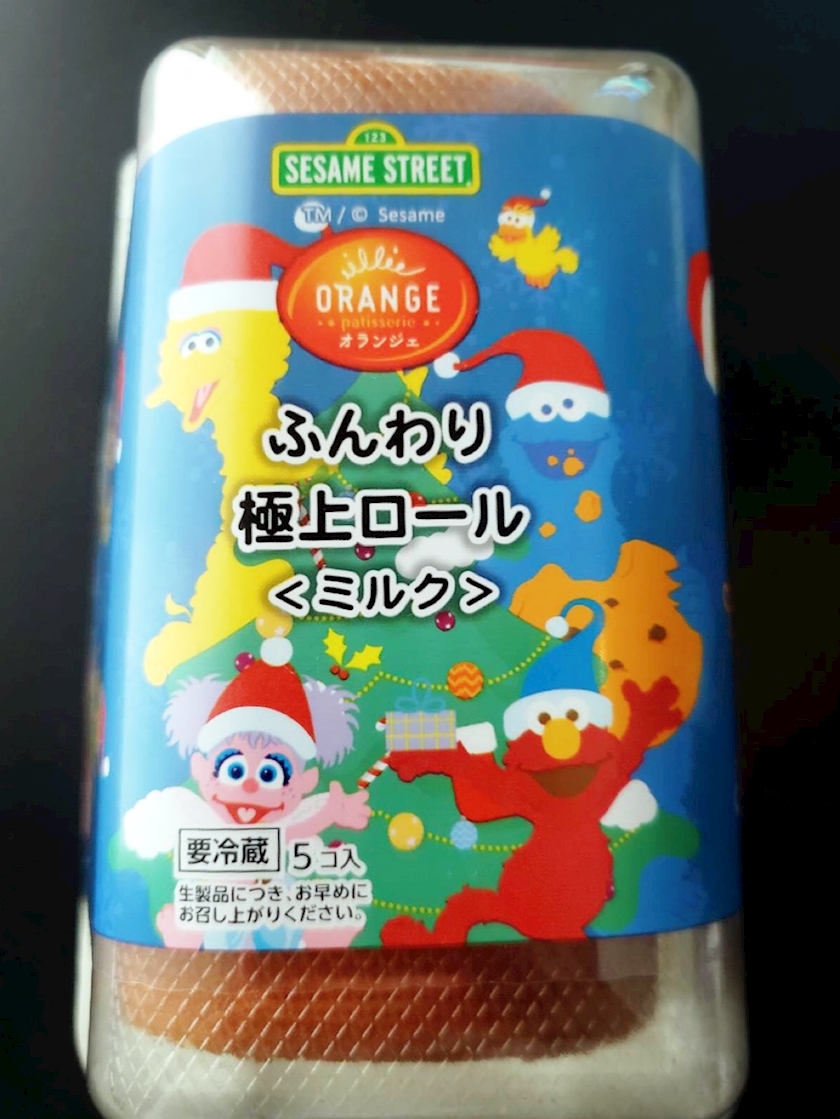 123
SESAME STREET
TM / © Sesame
ORANGE
patisserie
オランジェ
ふんわり
極上ロール
<ミルク>
要冷蔵 5コ入
生製品につき、お早めに
お召し上がりください。